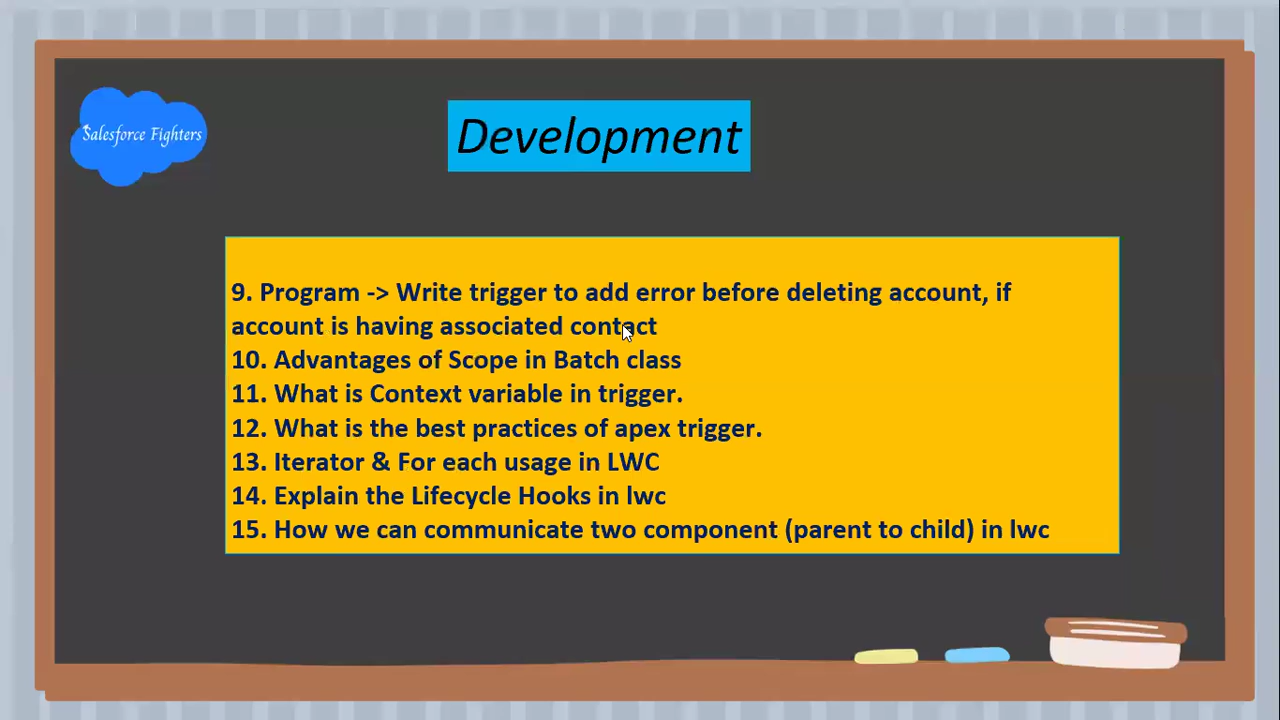 Salesforce Fighters
Development
9. Program -> Write trigger to add error before deleting account, if
account is having associated contact
10. Advantages of Scope in Batch class
11. What is Context variable in trigger.
12. What is the best practices of apex trigger.
13. Iterator & For each usage in LWC
14. Explain the Lifecycle Hooks in lwc
15. How we can communicate two component (parent to child) in lwc